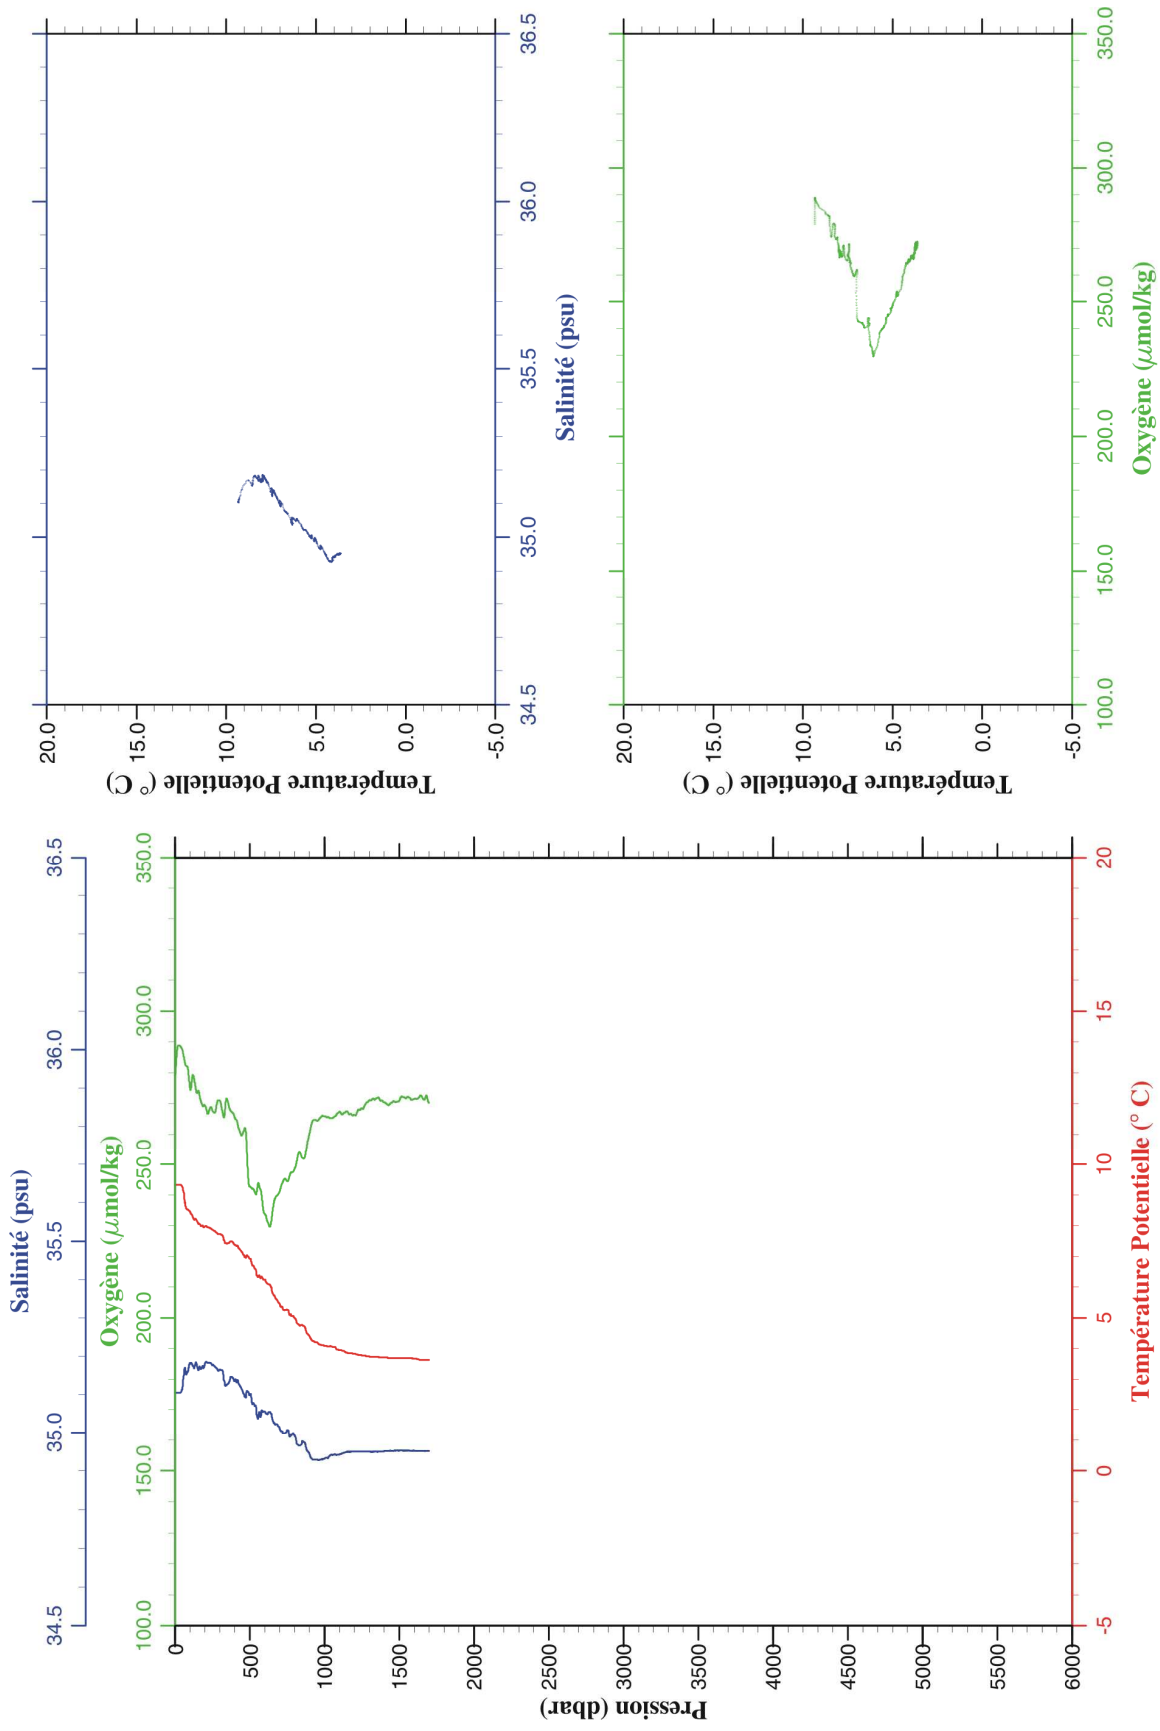 Salinité (psu)
34.5 35.0 35.5 36.0 36.5
Oxygène (μmol/kg)
100.0 150.0 200.0 250.0 300.0 350.0
0
500
1000
1500
2000
2500
3000
3500
4000
4500
5000
5500
6000
Pression (dbar)
-5 0 5 10 15 20
Température Potentielle (° C)
20.0
15.0
10.0
5.0
0.0
-5.0
Température Potentielle (° C)
34.5 35.0 35.5 36.0 36.5
Salinité (psu)
20.0
15.0
10.0
5.0
0.0
-5.0
Température Potentielle (° C)
100.0 150.0 200.0 250.0 300.0 350.0
Oxygène (μmol/kg)